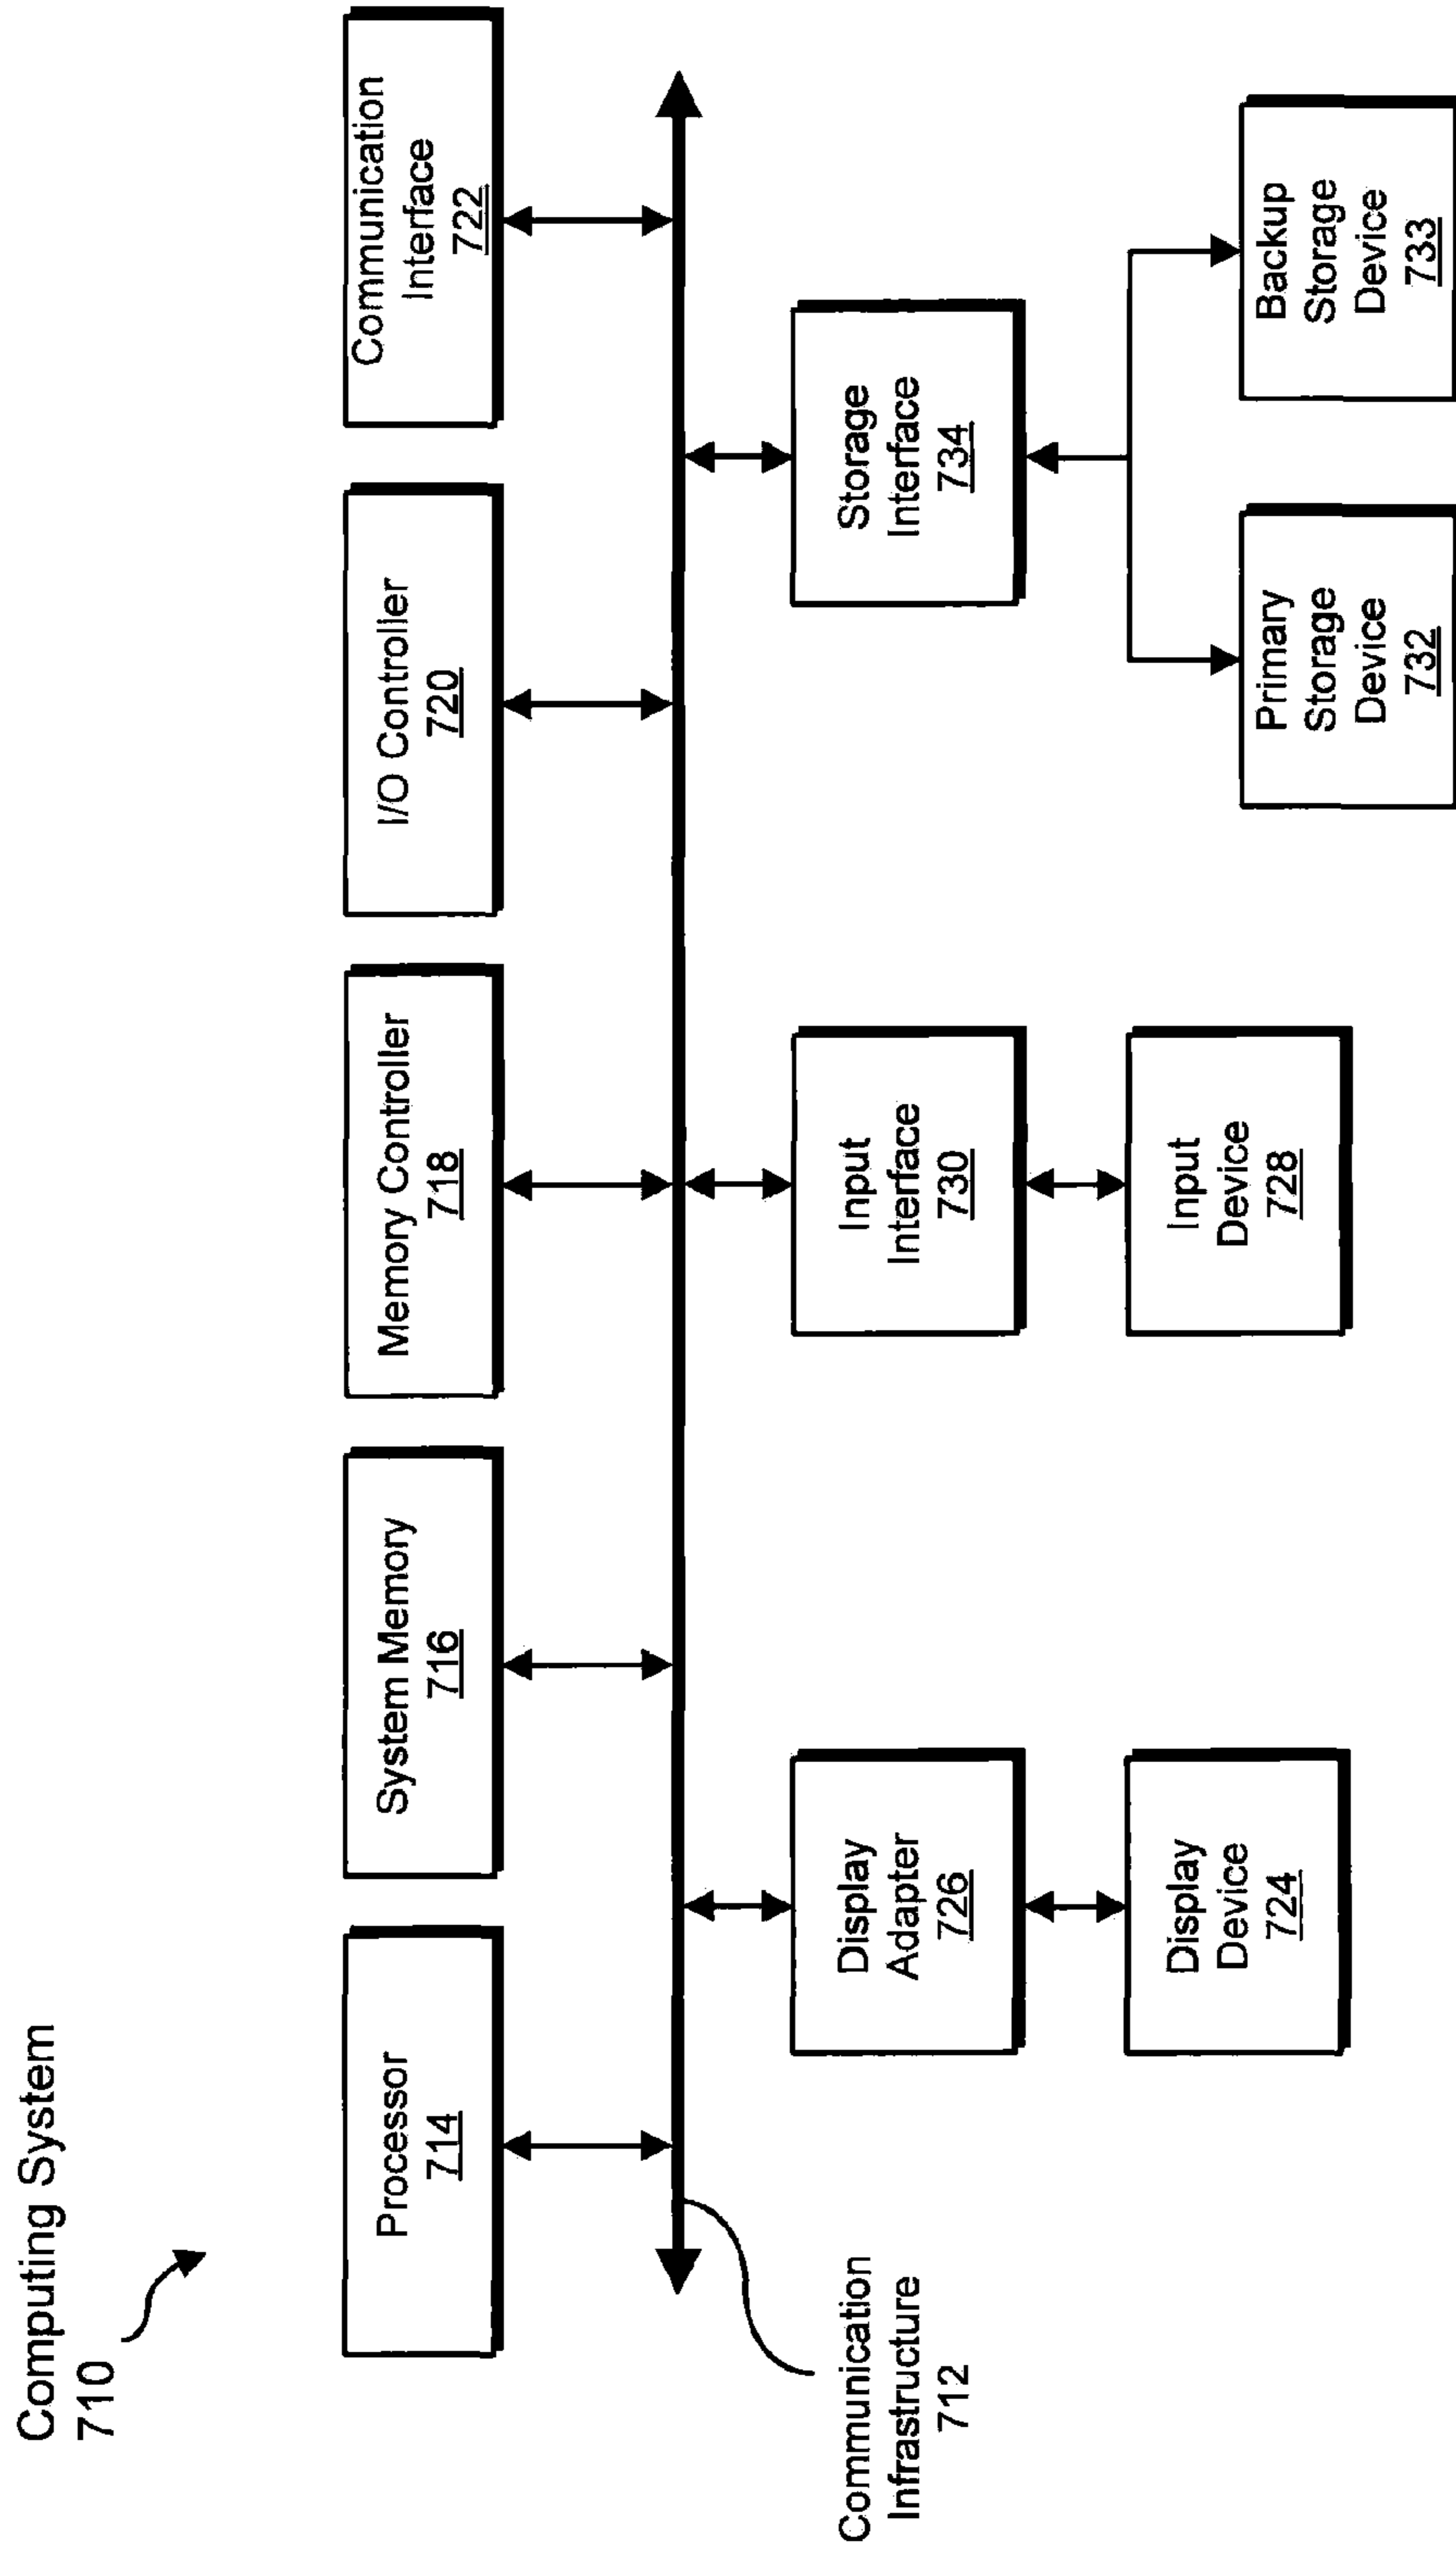 Computing System
710
Processor
714
System Memory
716
Memory Controller
718
I/O Controller
720
Communication
Interface
722
Communication
Infrastructure
712
Display
Adapter
726
Input
Interface
730
Storage
Interface
734
Display
Device
724
Input
Device
728
Primary
Storage
Device
732
Backup
Storage
Device
733